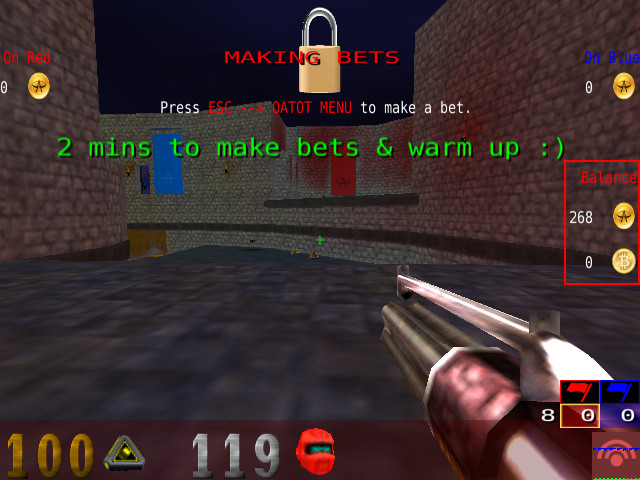 MAKING BETS
On Red
On Blue
0
0
Press ESC --> OATOT MENU to make a bet.
2 mins to make bets & warm up :)
Balance
268
0
8 0 0
100 119